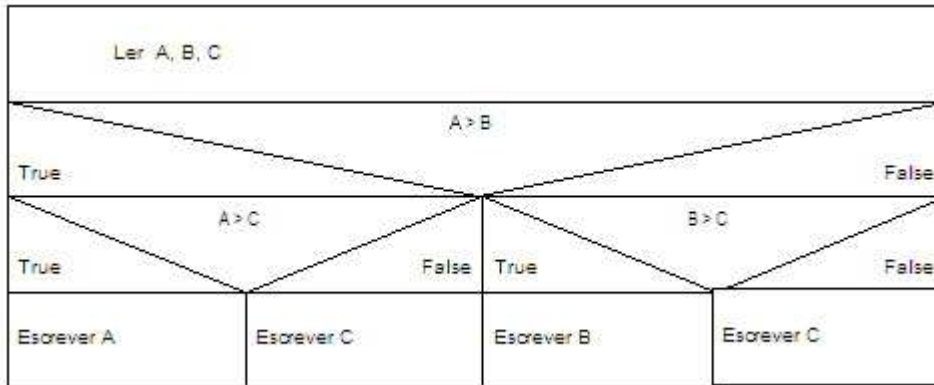 Ler A, B, C
A > B
True False
A > C B > C
True False True False
Escrever A Escrever C Escrever B Escrever C